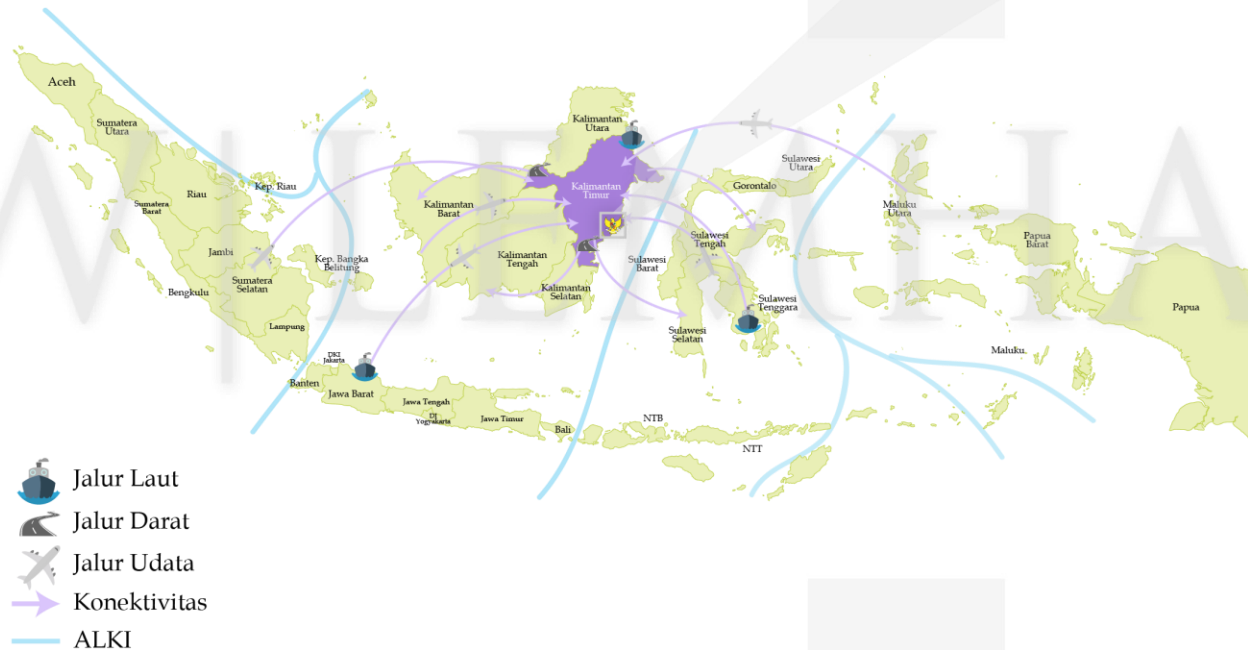 Aceh
Sumatera
Utara
Riau
Kep. Riau
Sumatera
Barat
Jambi
Kep. Bangka
Belitung
Sumatera
Selatan
Bengkulu
Lampung
DKI
Jakarta
Banten
Jawa Barat
Jawa Tengah
DI
Yogyakarta
Jawa Timur
Bali
NTB
NTT
Kalimantan
Utara
Kalimantan
Timur
Kalimantan
Barat
Kalimantan
Tengah
Kalimantan
Selatan
Sulawesi
Utara
Gorontalo
Sulawesi
Tengah
Sulawesi
Barat
Sulawesi
Tenggara
Sulawesi
Selatan
Maluku
Utara
Maluku
Papua
Barat
Papua
Jalur Laut
Jalur Darat
Jalur Udata
Konektivitas
ALKI
LEMHA